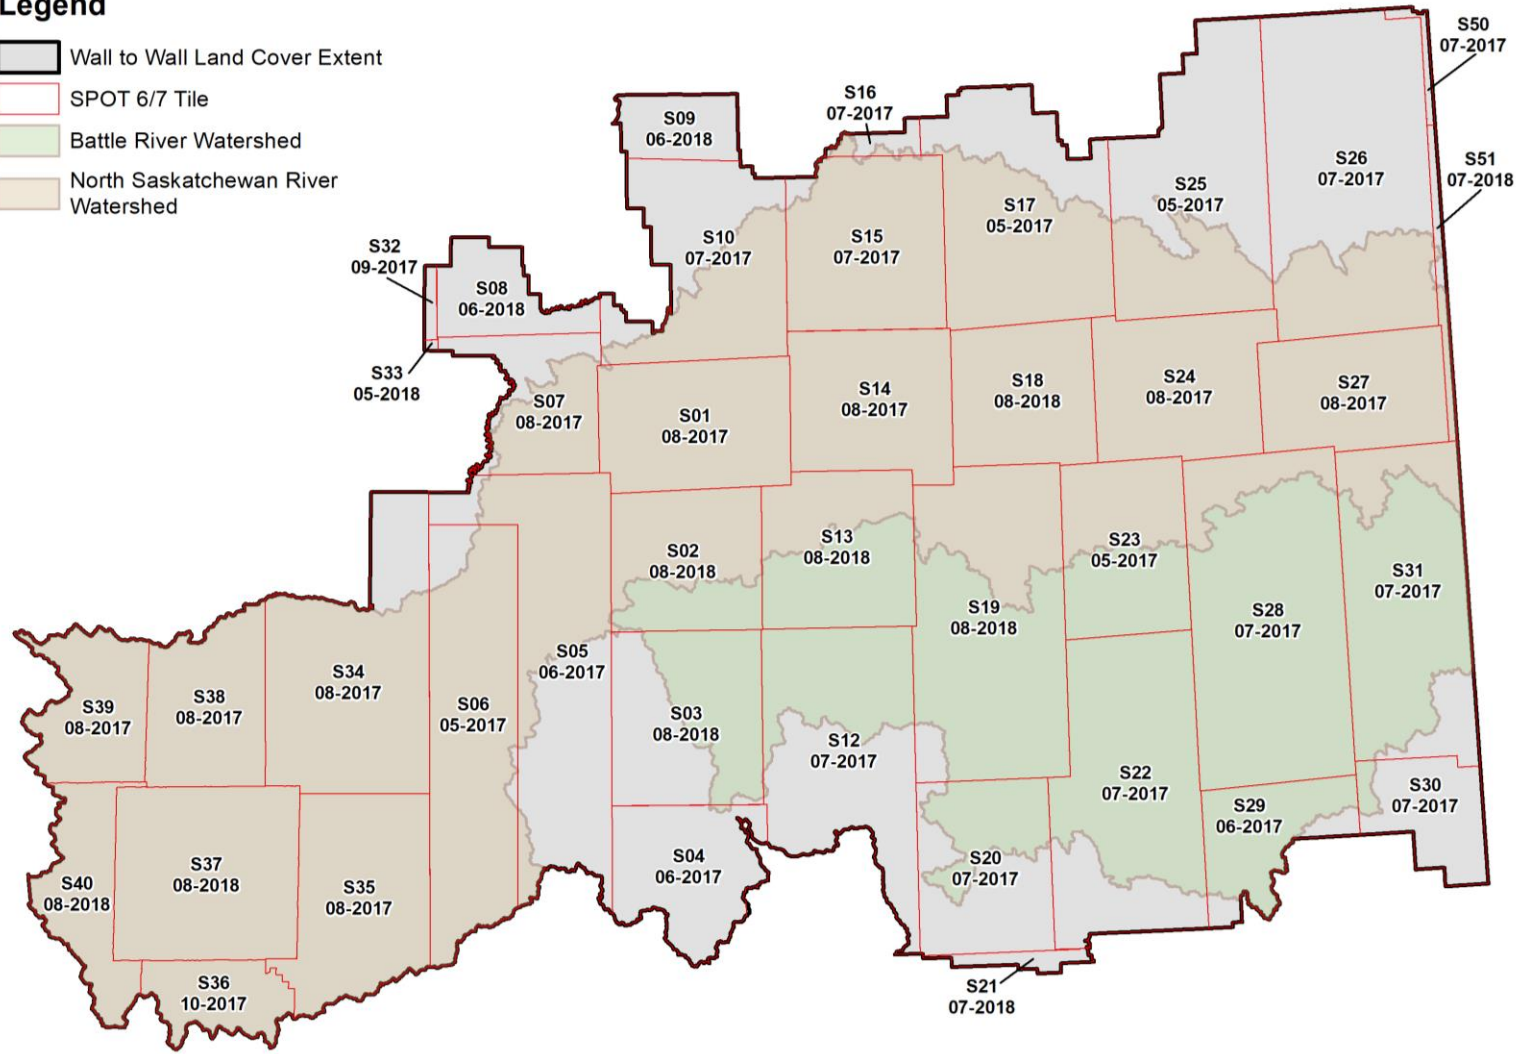 Legend
Wall to Wall Land Cover Extent
SPOT 6/7 Tile
Battle River Watershed
North Saskatchewan River
Watershed
S50
07-2017
S16
07-2017
S09
06-2018
S26
07-2017
S51
07-2018
S25
05-2017
S17
05-2017
S15
07-2017
S10
07-2017
S32
09-2017
S08
06-2018
S33
05-2018
S07
08-2017
S01
08-2017
S14
08-2017
S18
08-2018
S24
08-2017
S27
08-2017
S02
08-2018
S13
08-2018
S23
05-2017
S31
07-2017
S19
08-2018
S28
07-2017
S05
06-2017
S34
08-2017
S38
08-2017
S39
08-2017
S06
05-2017
S03
08-2018
S12
07-2017
S22
07-2017
S29
06-2017
S30
07-2017
S20
07-2017
S04
06-2017
S37
08-2018
S40
08-2018
S35
08-2017
S36
10-2017
S21
07-2018